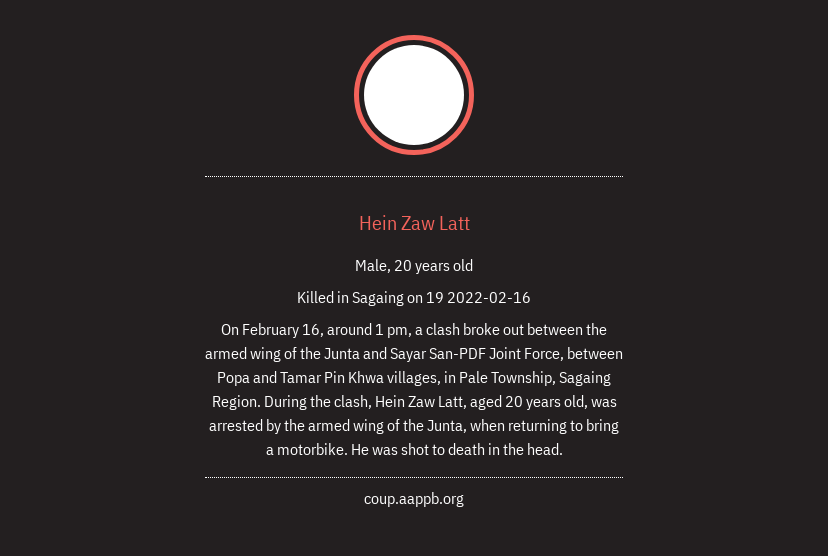 Hein Zaw Latt
Male, 20 years old
Killed in Sagaing on 19 2022-02-16
On February 16, around 1 pm, a clash broke out between the
armed wing of the Junta and Sayar San-PDF Joint Force, between
Popa and Tamar Pin Khwa villages, in Pale Township, Sagaing
Region. During the clash, Hein Zaw Latt, aged 20 years old, was
arrested by the armed wing of the Junta, when returning to bring
a motorbike. He was shot to death in the head.
coup.aappb.org